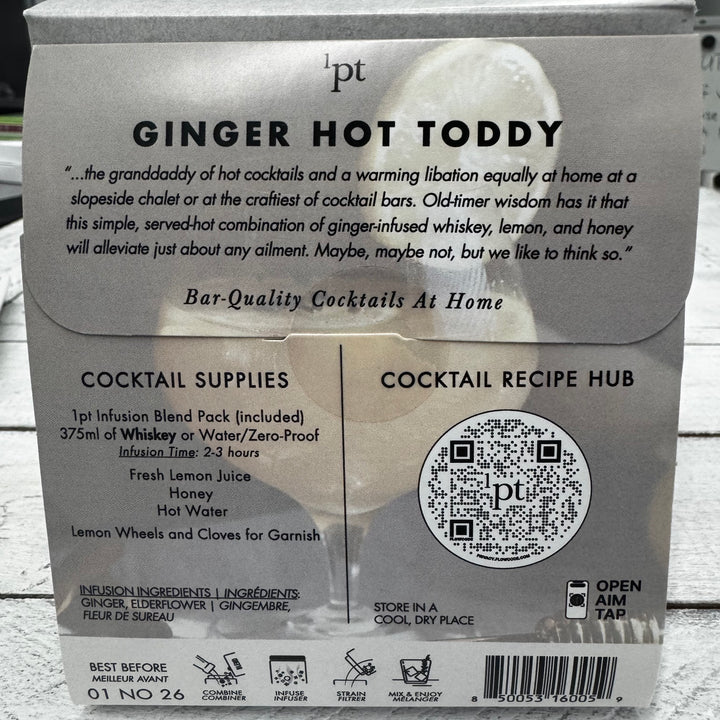 1pt
GINGER HOT TODDY
"...the granddaddy of hot cocktails and a warming libation equally at home at a
slopeside chalet or at the craftiest of cocktail bars. Old-timer wisdom has it that
this simple, served-hot combination of ginger-infused whiskey, lemon, and honey
will alleviate just about any ailment. Maybe, maybe not, but we like to think so."
Bar-Quality Cocktails At Home
COCKTAIL SUPPLIES
1pt Infusion Blend Pack (included)
375ml of Whiskey or Water/Zero-Proof
Infusion Time: 2-3 hours
Fresh Lemon Juice
Honey
Hot Water
Lemon Wheels and Cloves for Garnish
INFUSION INGREDIENTS | INGRÉDIENTS:
GINGER, ELDERFLOWER | GINGEMBRE,
FLEUR DE SUREAU
COCKTAIL RECIPE HUB
1pt
PRIVACY.FLOWCODE.COM
STORE IN A
COOL, DRY PLACE
OPEN
AIM
TAP
BEST BEFORE
MEILLEUR AVANT
01 NO 26
COMBINE
COMBINER
INFUSE
INFUSER
STRAIN
FILTRER
MIX & ENJOY
MÉLANGER
8 50053 16005 9